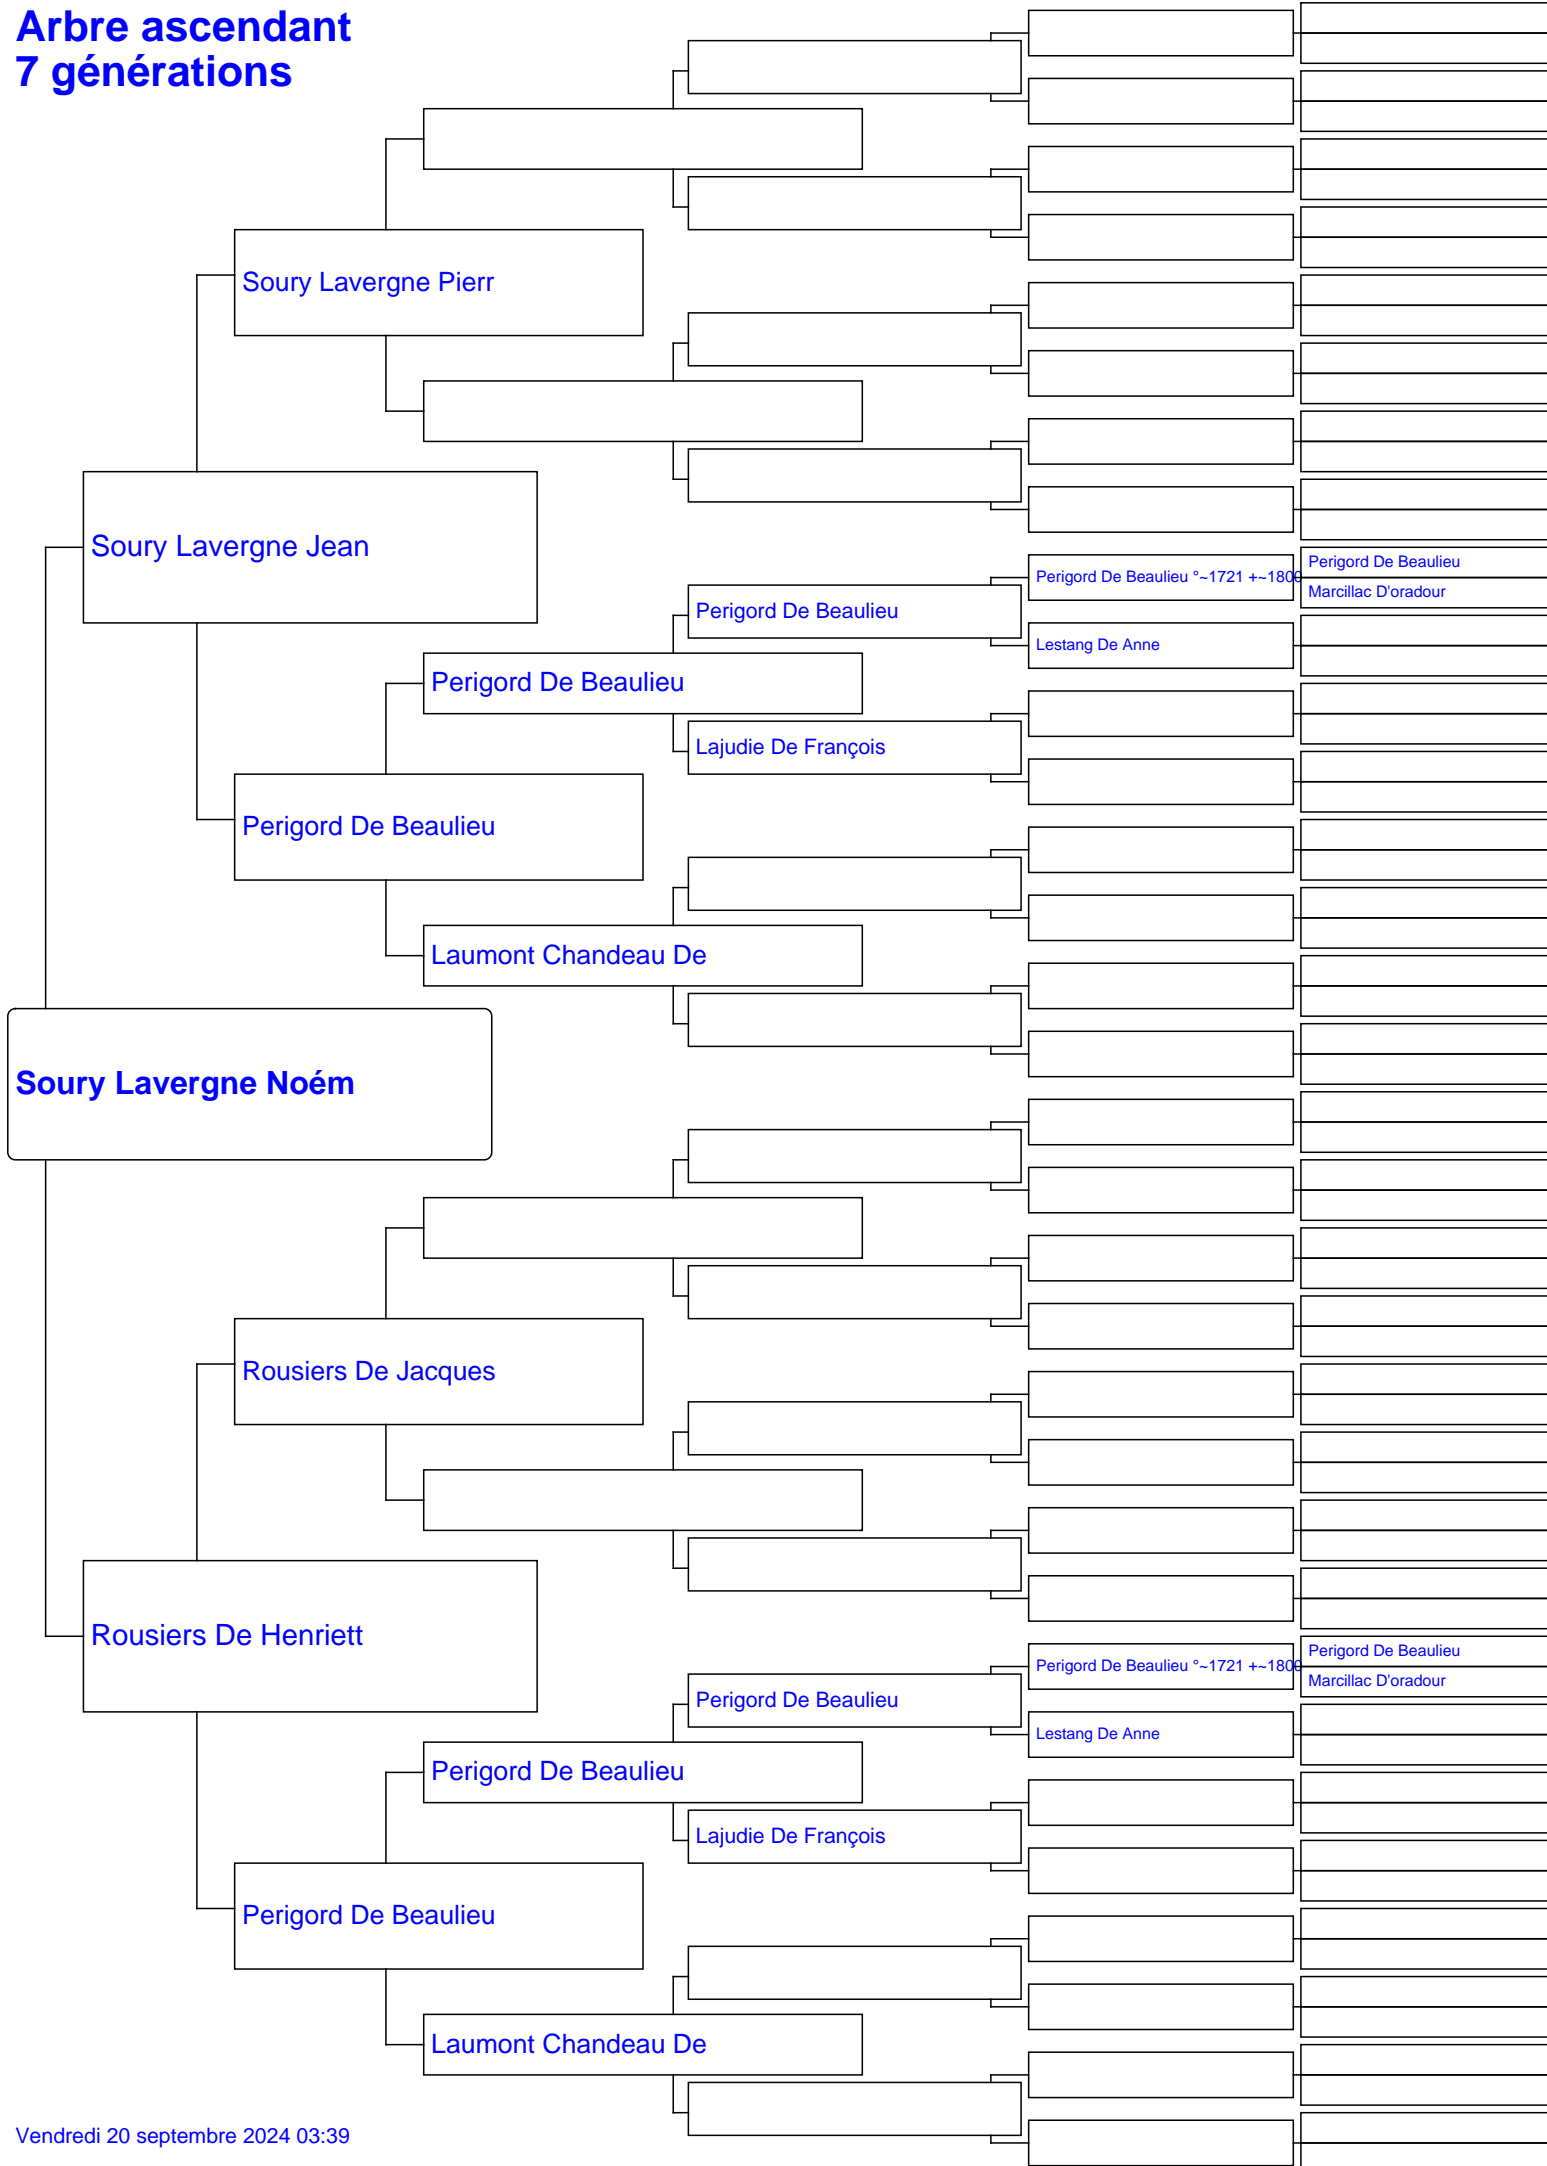 Arbre ascendant
7 générations
Soury Lavergne Pierr
Soury Lavergne Jean
Perigord De Beaulieu °~1721 +~1800
Perigord De Beaulieu
Marcillac D'oradour
Perigord De Beaulieu
Lestang De Anne
Perigord De Beaulieu
Lajudie De François
Perigord De Beaulieu
Laumont Chandeau De
Soury Lavergne Noém
Rousiers De Jacques
Rousiers De Henriett
Perigord De Beaulieu °~1721 +~1800
Perigord De Beaulieu
Marcillac D'oradour
Perigord De Beaulieu
Lestang De Anne
Perigord De Beaulieu
Lajudie De François
Perigord De Beaulieu
Laumont Chandeau De
Vendredi 20 septembre 2024 03:39